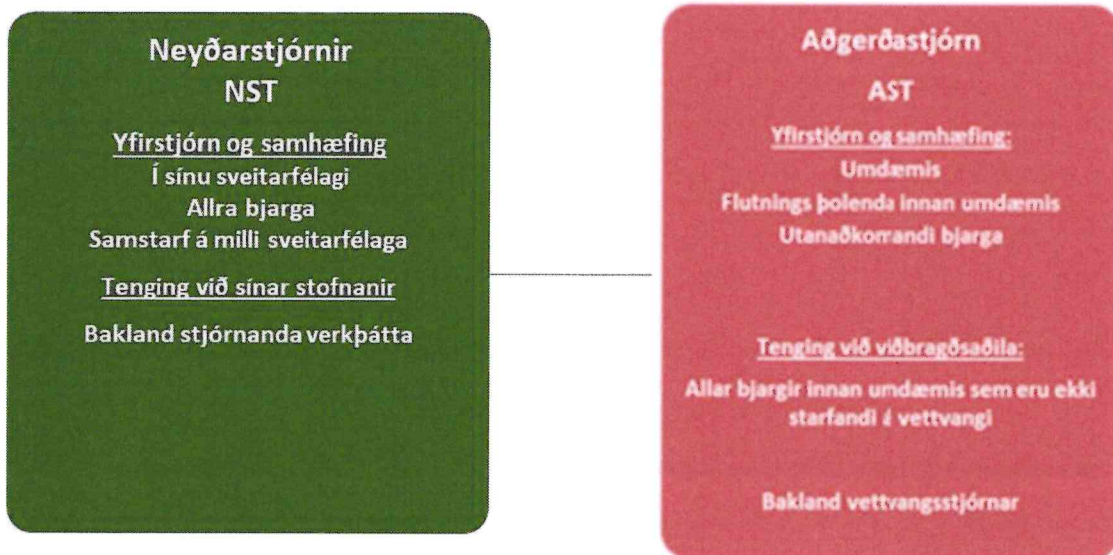 Neyðarstjórnir
NST
Yfirstjórn og samhæfing
Í sínu sveitarfélagi
Allra bjarga
Samstarf á milli sveitarfélaga
Tenging við sínar stofnanir
Bakland stjórnanda verkþátta
Aðgerðastjórn
AST
Yfirstjórn og samhæfing:
Umdæmis
Flutnings þolenda innan umdæmis
Utanaðkomandi bjarga
Tenging við viðbragðsaðila:
Allar bjargir innan umdæmis sem eru ekki
starfandi á vettvangi
Bakland vettvangsstjórnar